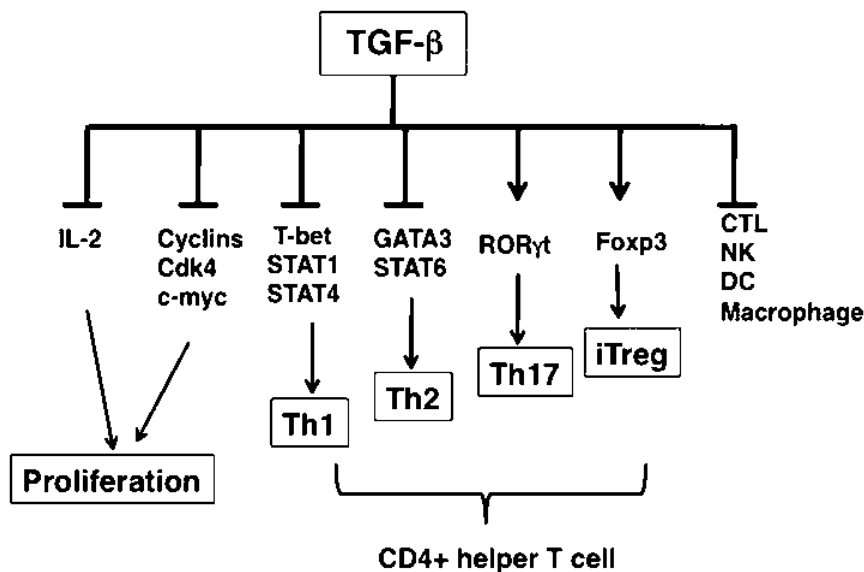 TGF-β
IL-2
Cyclins
Cdk4
c-myc
T-bet
STAT1
STAT4
GATA3
STAT6
RORγt
Foxp3
CTL
NK
DC
Macrophage
Proliferation
Th1
Th2
Th17
iTreg
CD4+ helper T cell